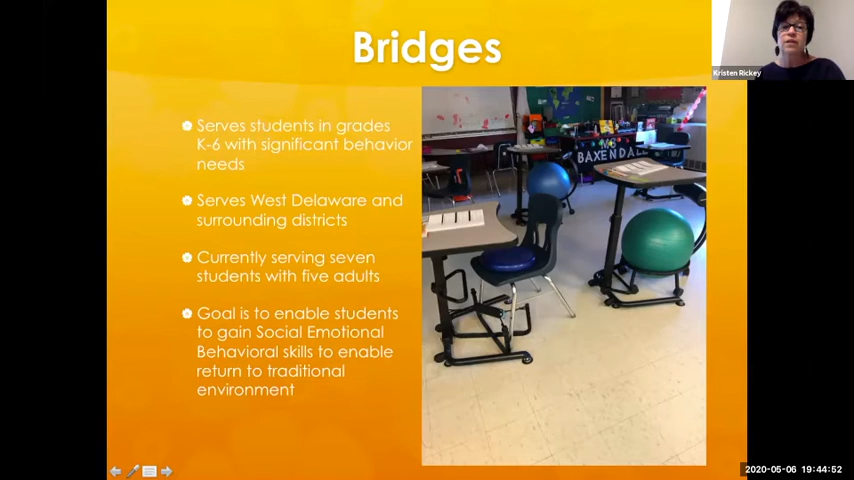 Bridges
Kristen Rickey
Serves students in grades
K-6 with significant behavior
needs
Serves West Delaware and
surrounding districts
Currently serving seven
students with five adults
Goal is to enable students
to gain Social Emotional
Behavioral skills to enable
return to traditional
environment
BAXENDALE
2020-05-06 19:44:52